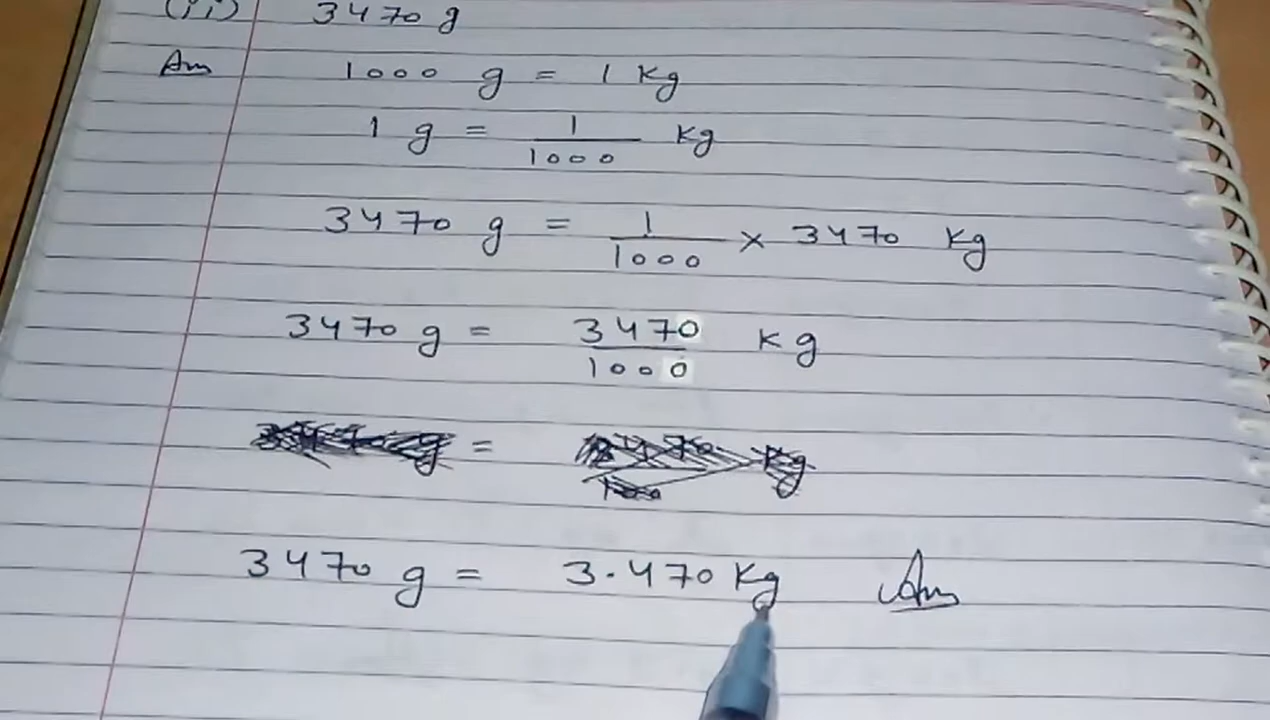 (ii) 3470 g
Ans 1000 g = 1 Kg
1 g = 1/1000 Kg
3470 g = 1/1000 × 3470 Kg
3470 g = 3470/1000 Kg
=
3470 g = 3.470 Kg Ans